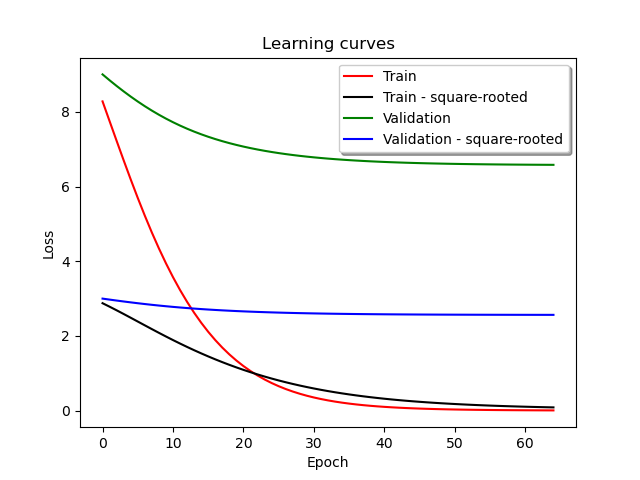 Learning curves
Train
Train - square-rooted
Validation
Validation - square-rooted
8
6
4
2
0
Loss
0 10 20 30 40 50 60
Epoch